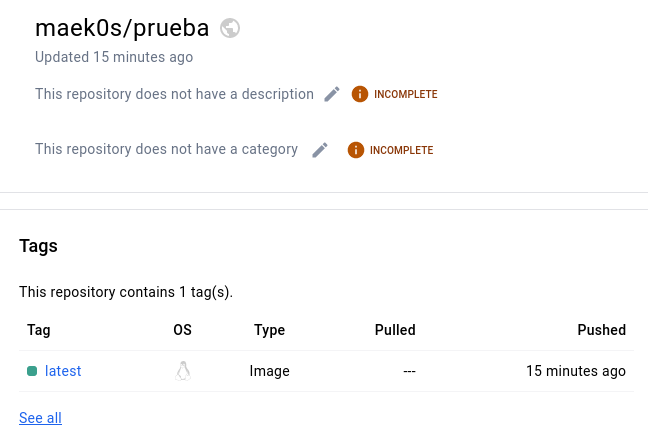 maek0s/prueba
Updated 15 minutes ago
This repository does not have a description INCOMPLETE
This repository does not have a category INCOMPLETE
Tags
This repository contains 1 tag(s).
Tag OS Type Pulled Pushed
latest Image --- 15 minutes ago
See all